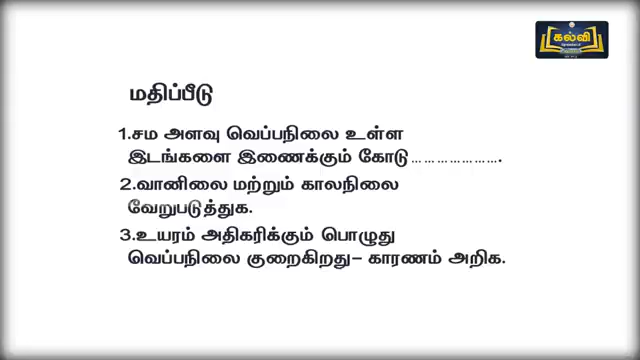 கல்வி
மதிப்பீடு
1.சம அளவு வெப்பநிலை உள்ள
இடங்களை இணைக்கும் கோடு………………….
2.வானிலை மற்றும் காலநிலை
வேறுபடுத்துக.
3.உயரம் அதிகரிக்கும் பொழுது
வெப்பநிலை குறைகிறது– காரணம் அறிக.